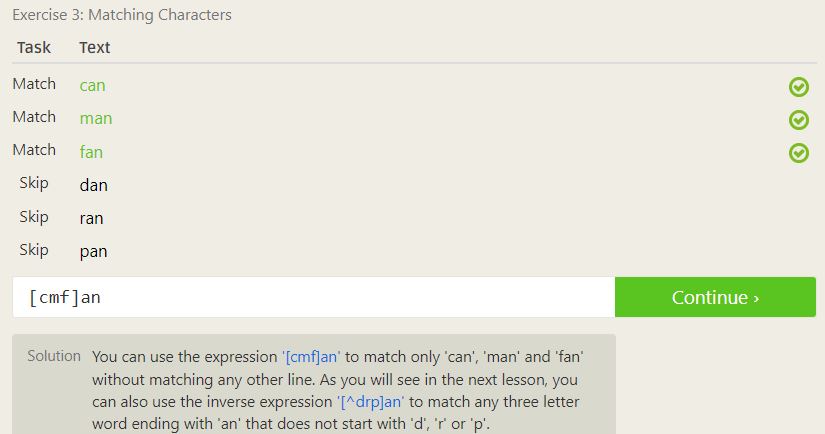 Exercise 3: Matching Characters
Task Text
Match can
Match man
Match fan
Skip dan
Skip ran
Skip pan
[cmf]an Continue ›
Solution You can use the expression '[cmf]an' to match only 'can', 'man' and 'fan'
without matching any other line. As you will see in the next lesson, you
can also use the inverse expression '[^drp]an' to match any three letter
word ending with 'an' that does not start with 'd', 'r' or 'p'.